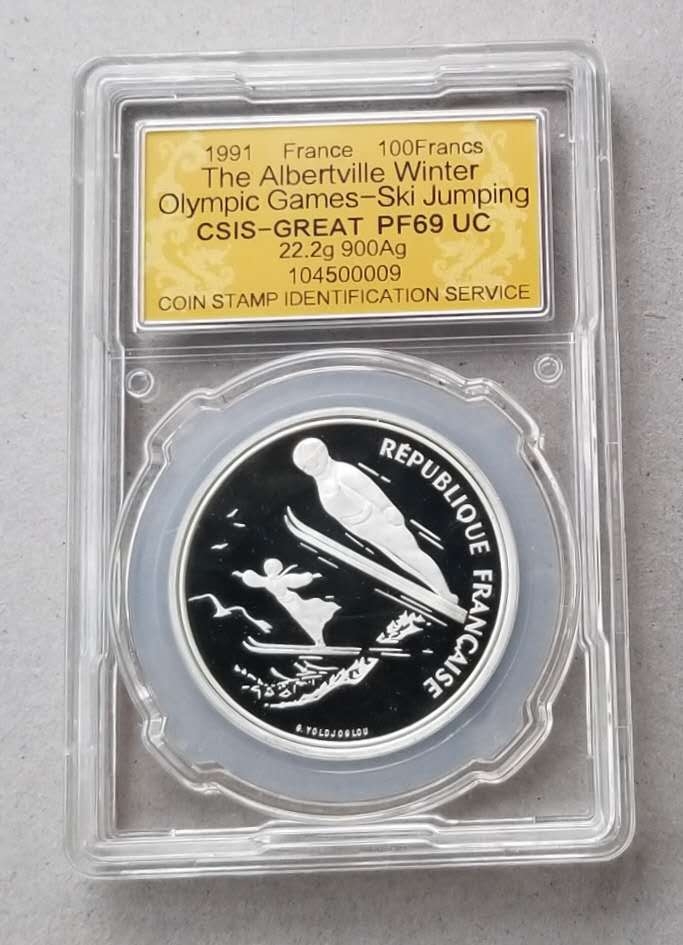 1991 France 100Francs
The Albertville Winter
Olympic Games-Ski Jumping
CSIS-GREAT PF69 UC
22.2g 900Ag
104500009
COIN STAMP IDENTIFICATION SERVICE
RÉPUBLIQUE FRANÇAISE
G.YOLDJOGLOU